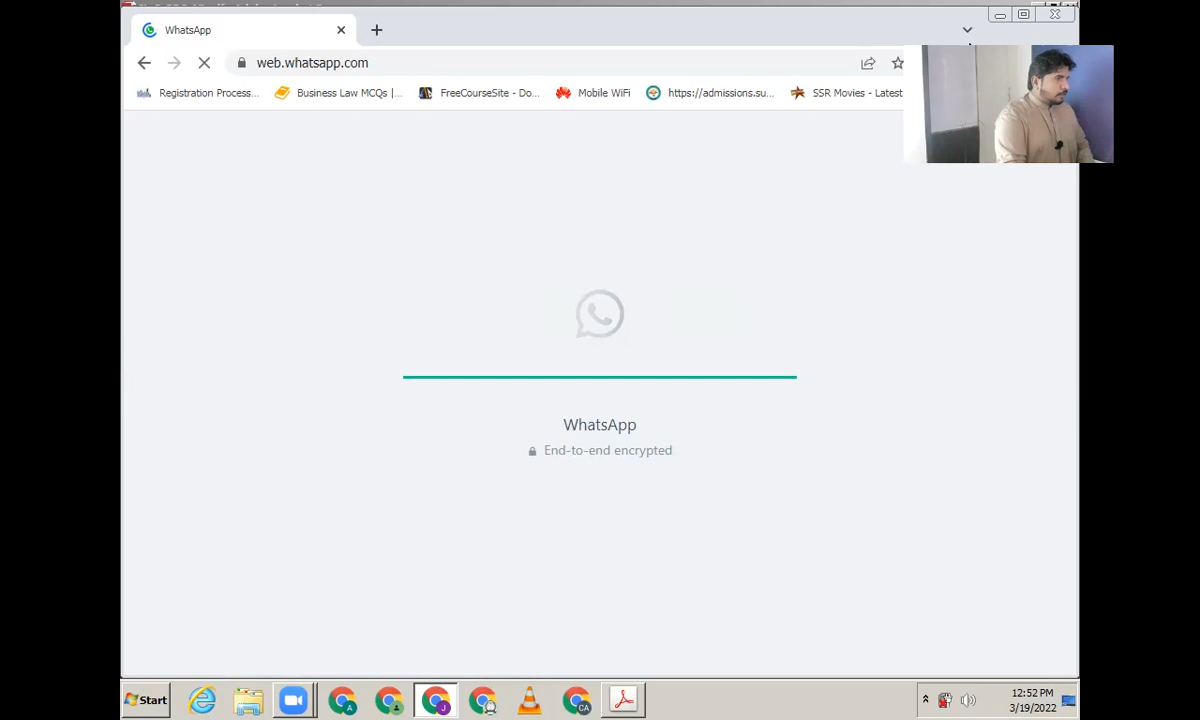 WhatsApp
web.whatsapp.com
Registration Process...
Business Law MCQs |...
FreeCourseSite - Do...
Mobile WiFi
https://admissions.su...
SSR Movies - Latest
WhatsApp
End-to-end encrypted
Start
A
J
CA
12:52 PM
3/19/2022